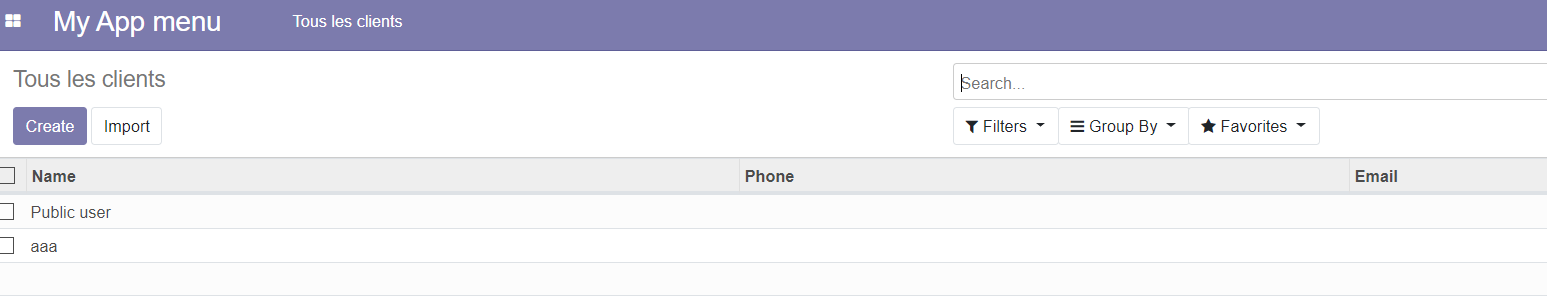 My App menu Tous les clients
Tous les clients
Search...
Create Import Filters Group By Favorites
Name Phone Email
Public user
aaa